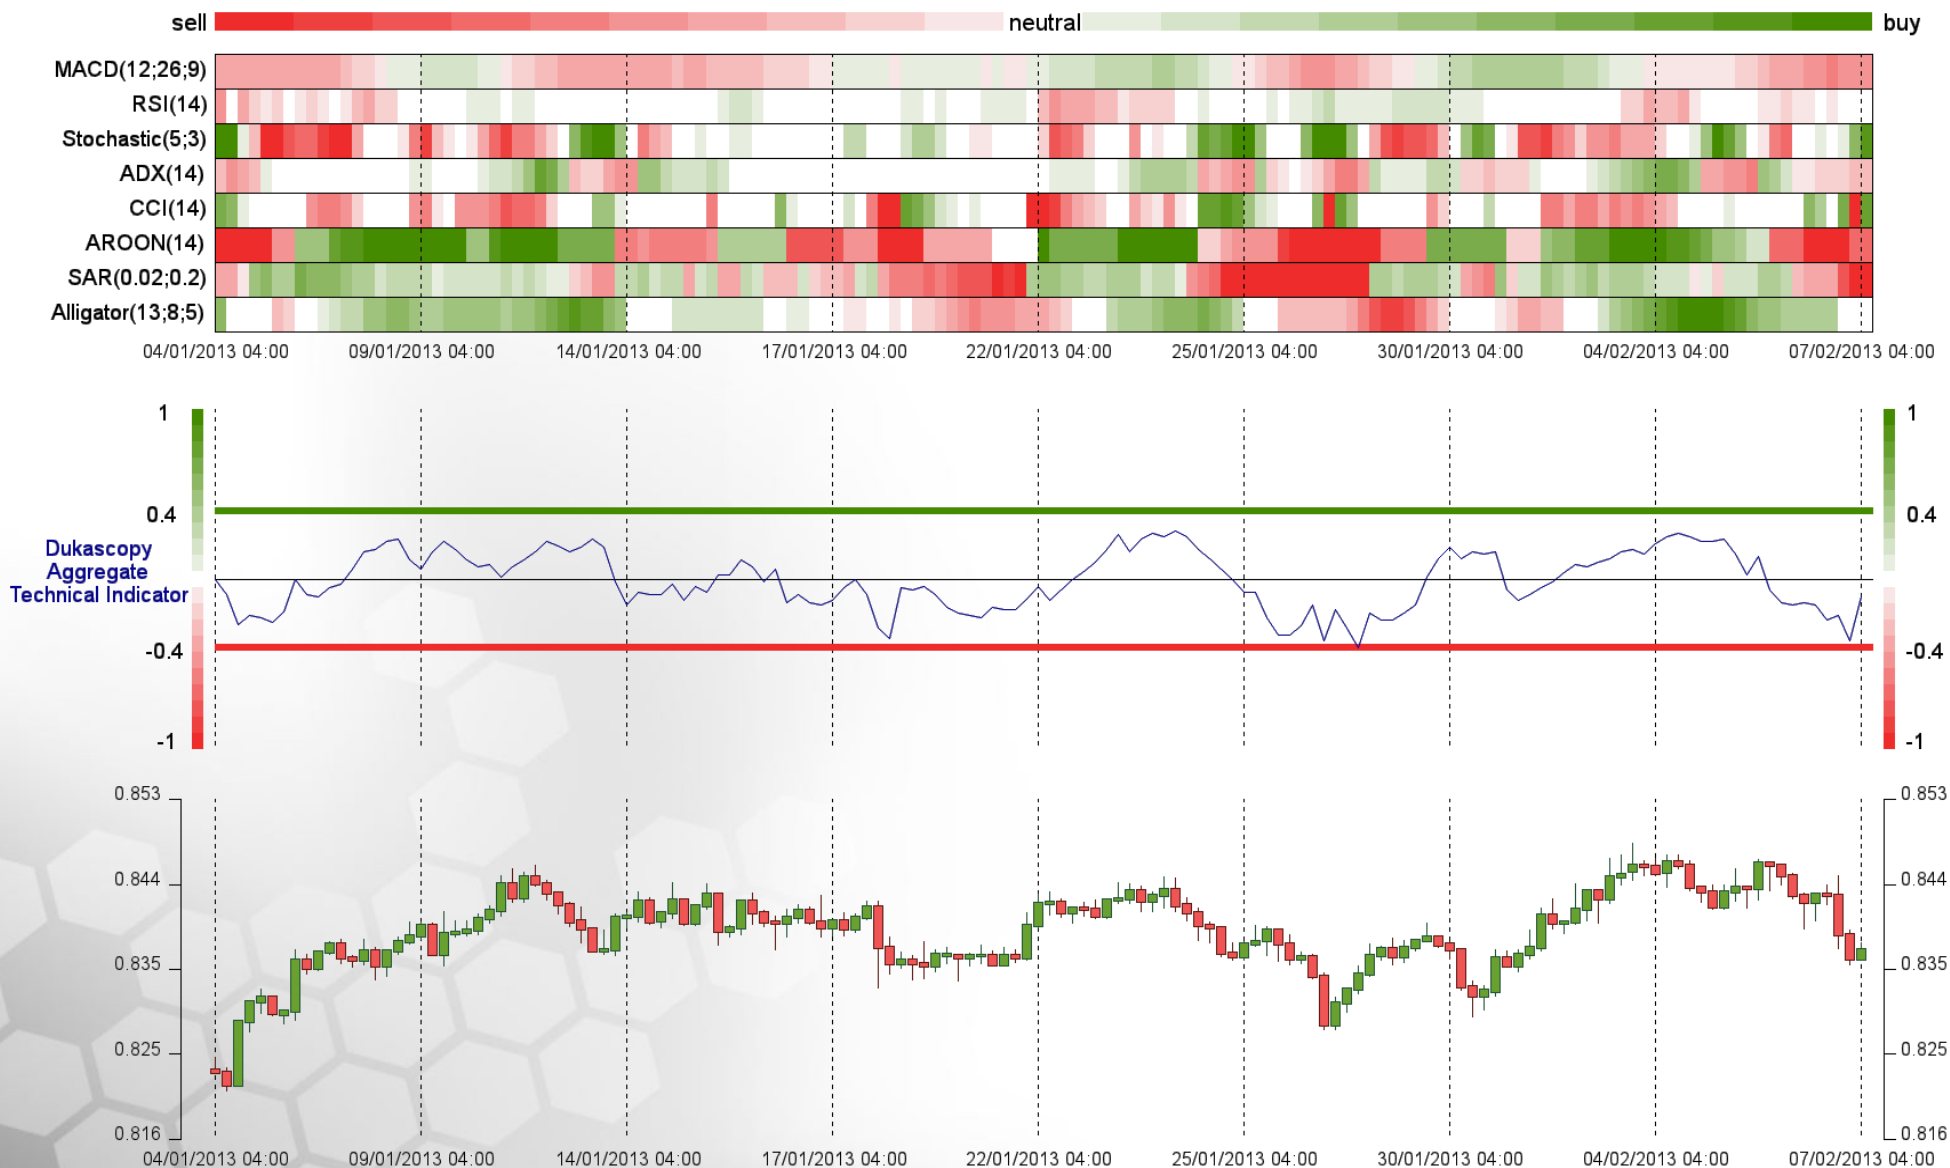 sell neutral buy
MACD(12;26;9)
RSI(14)
Stochastic(5;3)
ADX(14)
CCI(14)
AROON(14)
SAR(0.02;0.2)
Alligator(13;8;5)
04/01/2013 04:00 09/01/2013 04:00 14/01/2013 04:00 17/01/2013 04:00 22/01/2013 04:00 25/01/2013 04:00 30/01/2013 04:00 04/02/2013 04:00 07/02/2013 04:00
1 1
0.4 0.4
Dukascopy
Aggregate
Technical Indicator
-0.4 -0.4
-1 -1
0.853 0.853
0.844 0.844
0.835 0.835
0.825 0.825
0.816 0.816
04/01/2013 04:00 09/01/2013 04:00 14/01/2013 04:00 17/01/2013 04:00 22/01/2013 04:00 25/01/2013 04:00 30/01/2013 04:00 04/02/2013 04:00 07/02/2013 04:00